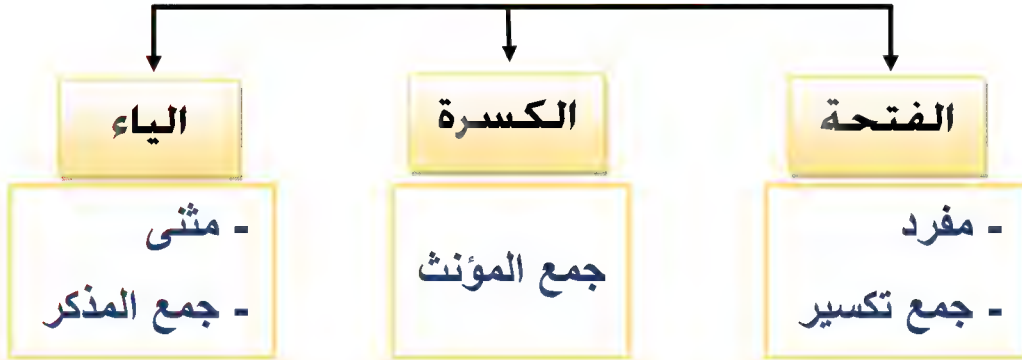 الفتحة
- مفرد
- جمع تكسير
الكسرة
جمع المؤنث
الياء
- مثنى
- جمع المذكر